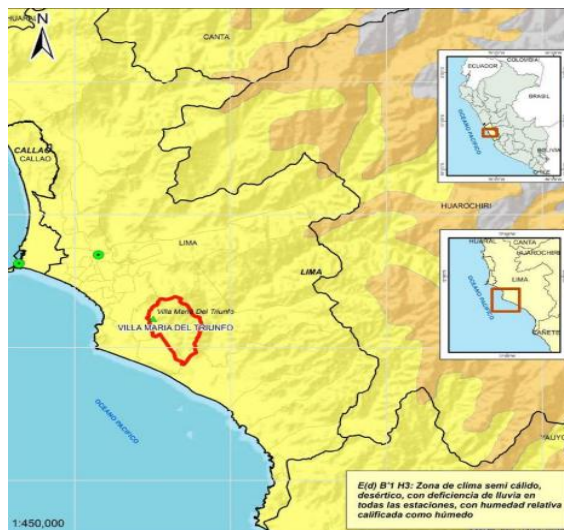 HUARAL
N
CANTA
CALLAO
CALLAO
LIMA
LIMA
HUAROCHIRI
Villa Maria Del Triunfo
VILLA MARIA DEL TRIUNFO
OCEANO PACIFICO
YAUYO
1:450,000
ECUADOR
COLOMBIA
BRASIL
OCEANO PACIFICO
BOLIVIA
CHILE
HUARAL
CANTA
HUAROCHIRI
LIMA
OCEANO PACIFICO
CAÑETE
E(d) B'1 H3: Zona de clima semi cálido,
desértico, con deficiencia de lluvia en
todas las estaciones, con humedad relativa
calificada como húmedo